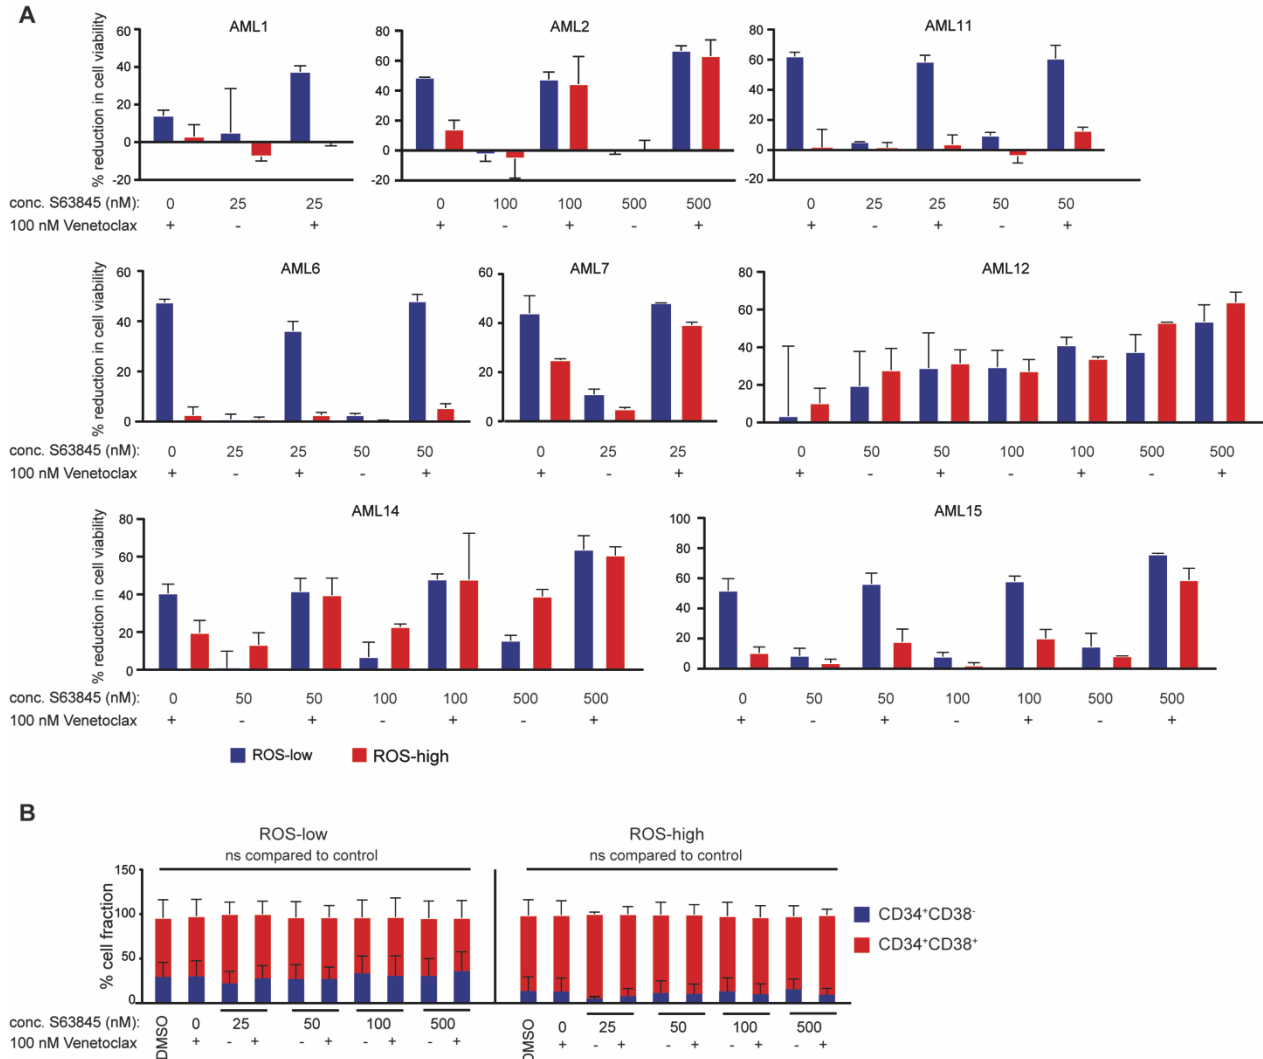 A
AML1
AML2
AML11
% reduction in cell viability
60
40
20
0
-20
80
60
40
20
0
-20
80
60
40
20
0
-20
conc. S63845 (nM): 0 25 25 0 100 100 500 500 0 25 25 50 50
100 nM Venetoclax + - + + - + - + + - + - +
AML6
AML7
AML12
% reduction in cell viability
60
40
20
0
60
40
20
0
80
60
40
20
0
conc. S63845 (nM): 0 25 25 50 50 0 25 25 0 50 50 100 100 500 500
100 nM Venetoclax + - + - + + - + + - + - + - +
AML14
AML15
% reduction in cell viability
80
60
40
20
0
100
80
60
40
20
0
conc. S63845 (nM): 0 50 50 100 100 500 500 0 50 50 100 100 500 500
100 nM Venetoclax + - + - + - + + - + - + - +
ROS-low
ROS-high
B
ROS-low
ns compared to control
ROS-high
ns compared to control
% cell fraction
150
100
50
0
CD34⁺CD38⁻
CD34⁺CD38⁺
conc. S63845 (nM): DMSO 0 25 50 100 500 DMSO 0 25 50 100 500
100 nM Venetoclax + - + - + - + - + + - + - + - + - +